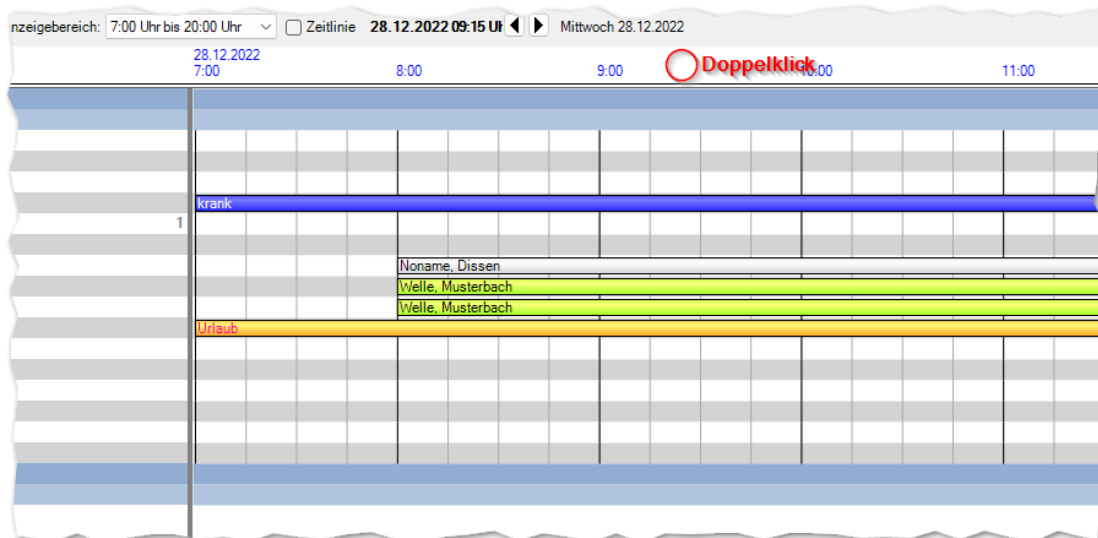 nzeigebereich: 7:00 Uhr bis 20:00 Uhr Zeitlinie 28.12.2022 09:15 Uh Mittwoch 28.12.2022
28.12.2022
7:00 8:00 9:00 Doppelklick 10:00 11:00
krank
1
Noname, Dissen
Welle, Musterbach
Welle, Musterbach
Urlaub